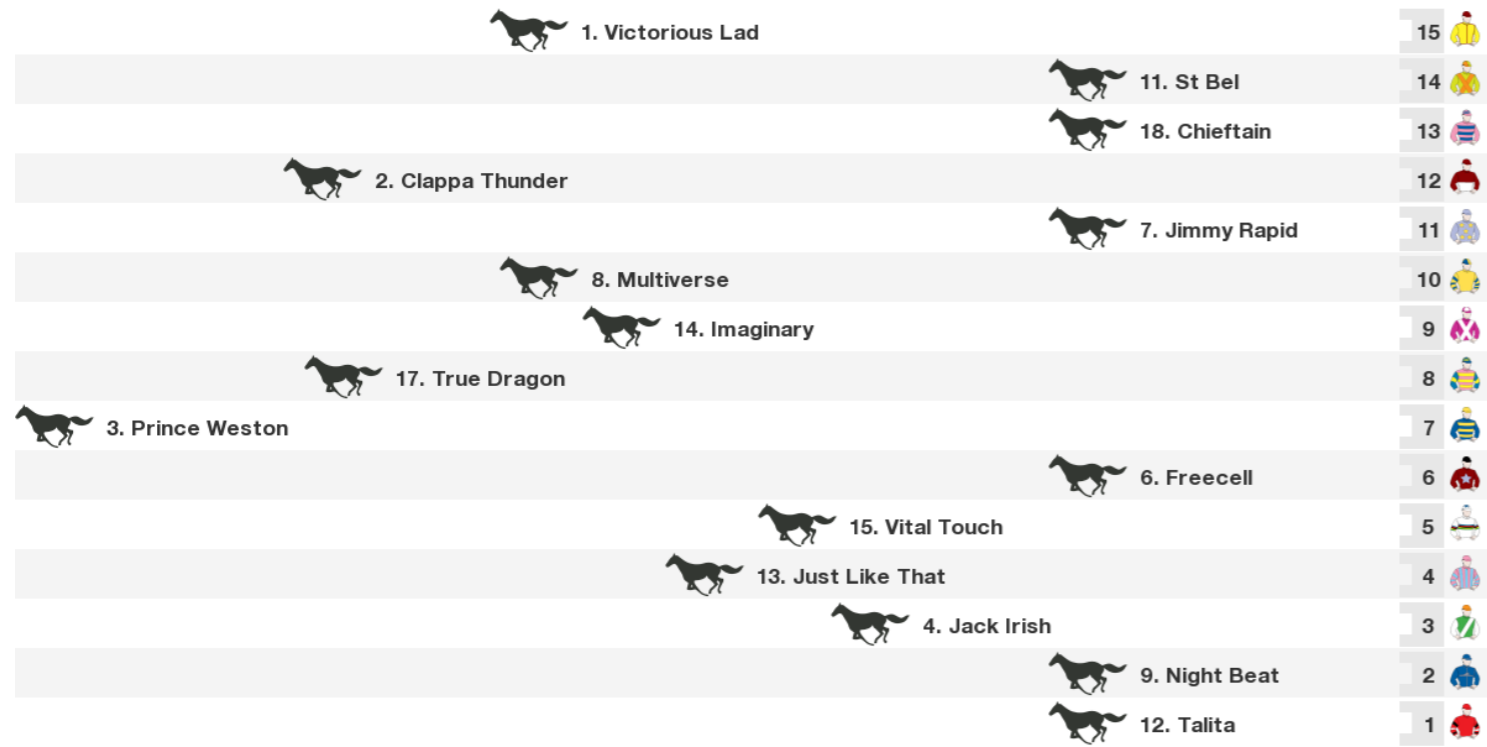 1. Victorious Lad 15
11. St Bel 14
18. Chieftain 13
2. Clappa Thunder 12
7. Jimmy Rapid 11
8. Multiverse 10
14. Imaginary 9
17. True Dragon 8
3. Prince Weston 7
6. Freecell 6
15. Vital Touch 5
13. Just Like That 4
4. Jack Irish 3
9. Night Beat 2
12. Talita 1